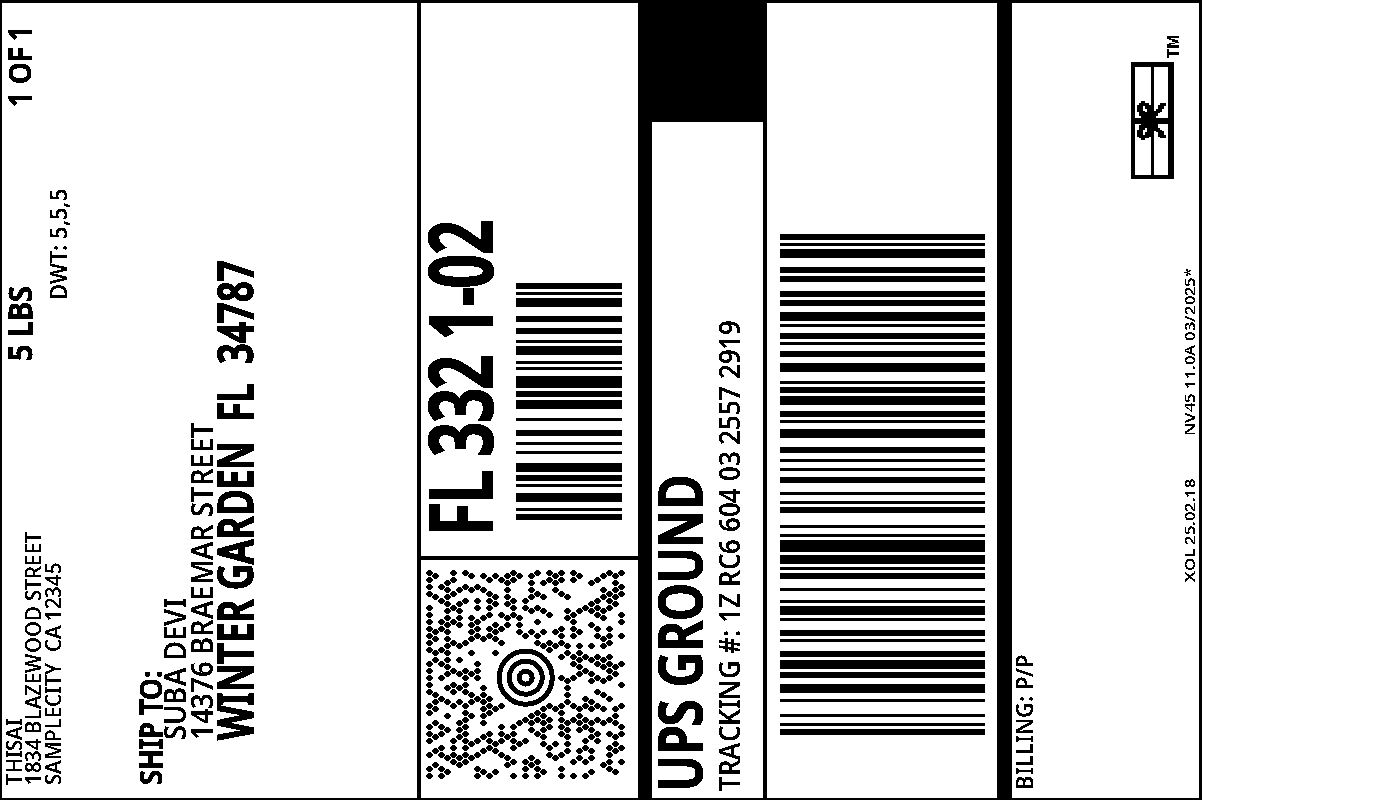 THISAI
1834 BLAZEWOOD STREET
SAMPLECITY CA 12345
5 LBS
1 OF 1
DWT: 5,5,5
SHIP TO:
SUBA DEVI
14376 BRAEMAR STREET
WINTER GARDEN FL 34787
FL 332 1-02
UPS GROUND
TRACKING #: 1Z RC6 604 03 2557 2919
BILLING: P/P
XOL 25.02.18 NV45 11.0A 03/2025*
TM